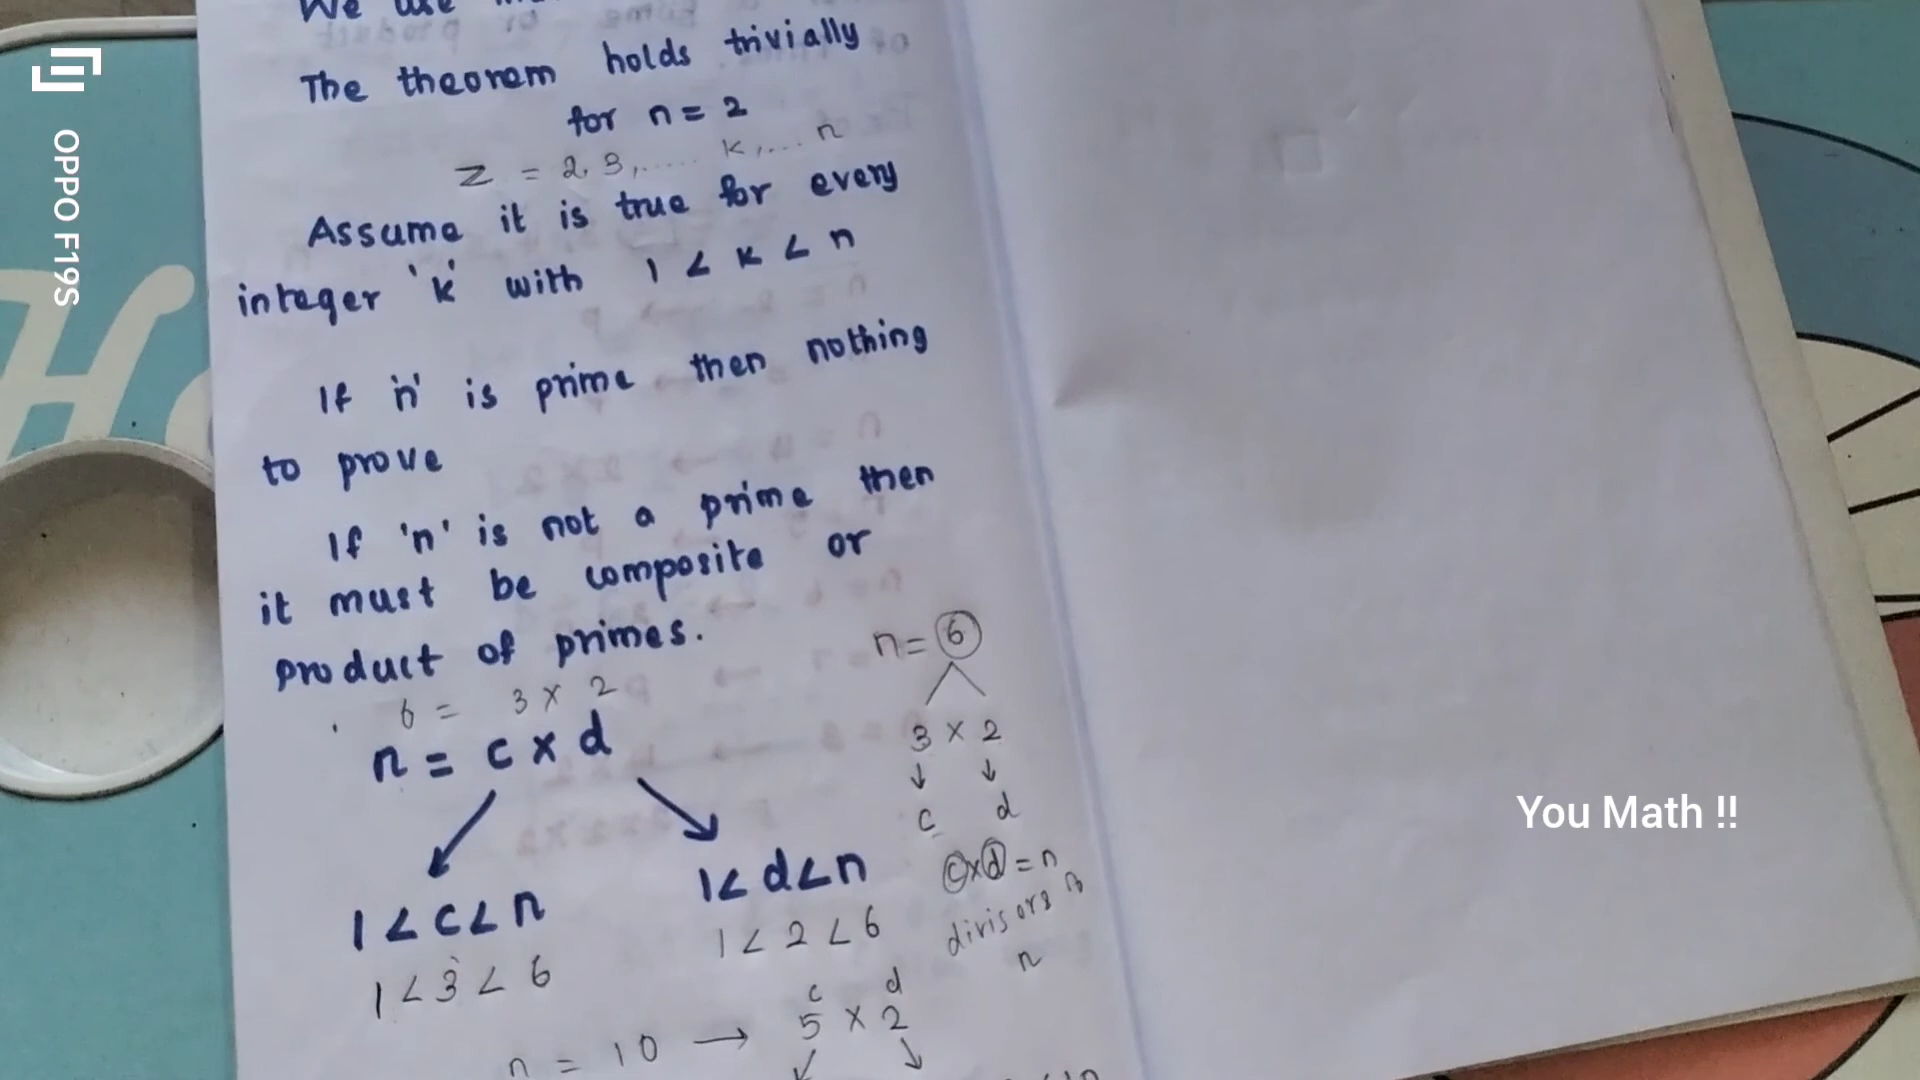 We use
The theorem holds trivially
for n = 2
Z = 2, 3, ..... k, ... n
Assume it is true for every
integer 'k' with 1 < k < n
If 'n' is prime then nothing
to prove
If 'n' is not a prime then
it must be composite or
product of primes.
6 = 3 × 2
n = c × d
1 < c < n
1 < 3 < 6
1 < d < n
1 < 2 < 6
n = 6
3 × 2
↓ ↓
c d
c × d = n
divisors
n
c d
n = 10 → 5 × 2
OPPO F19S
You Math !!